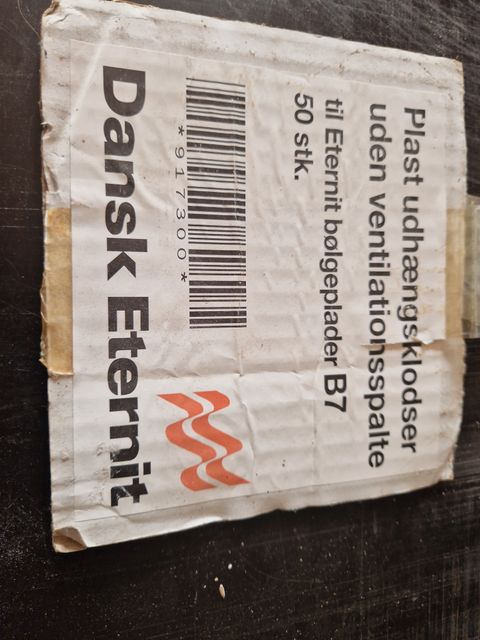 Plast udhængsklodser
uden ventilationsspalte
til Eternit bølgeplader B7
50 stk.
*917300*
Dansk Eternit